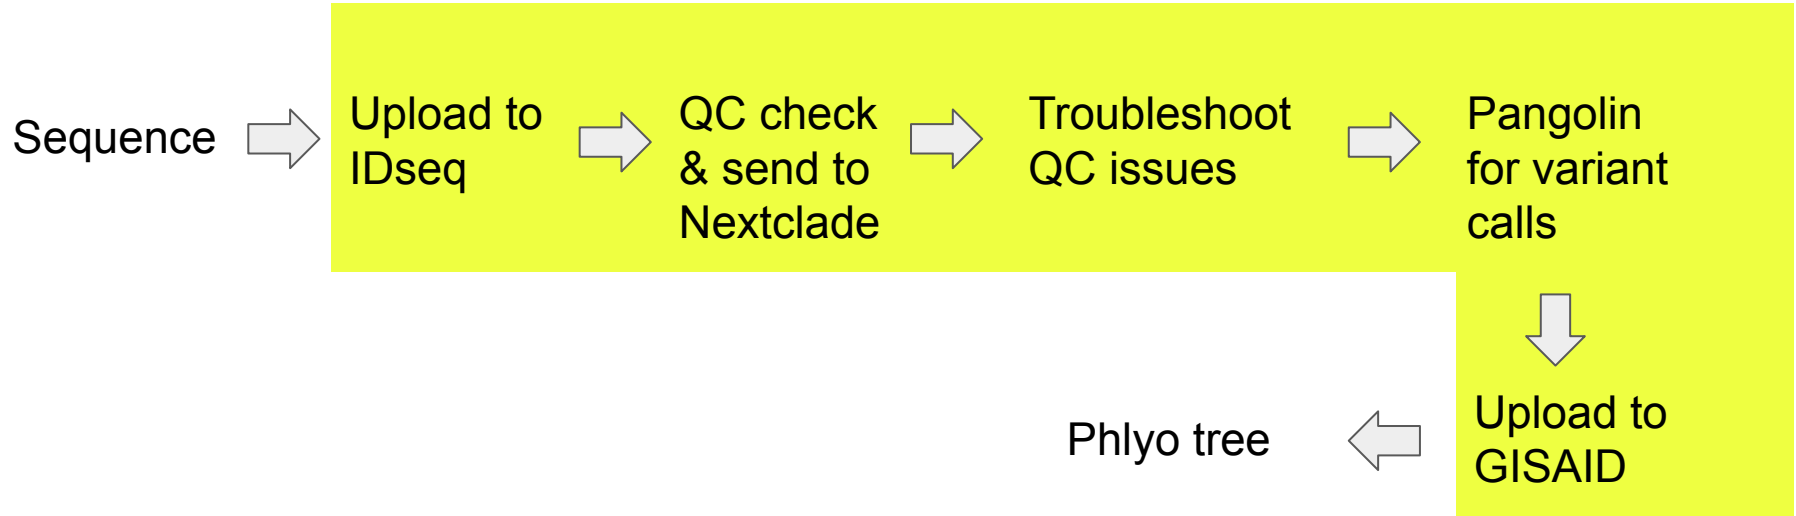 Sequence
Upload to
IDseq
QC check
& send to
Nextclade
Troubleshoot
QC issues
Pangolin
for variant
calls
Upload to
GISAID
Phlyo tree